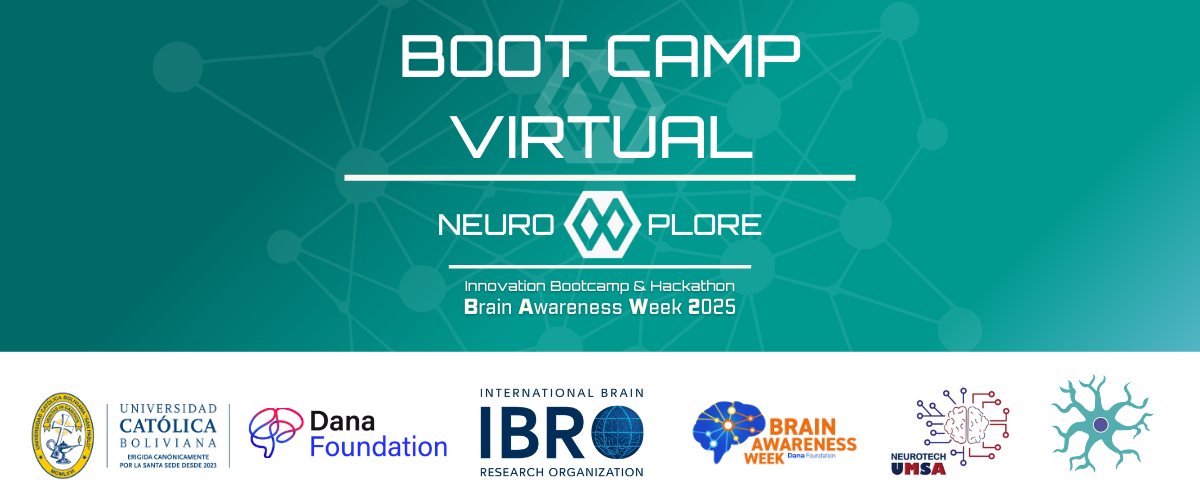 BOOT CAMP
VIRTUAL
NEURO PLORE
Innovation Bootcamp & Hackathon
Brain Awareness Week 2025
UNIVERSIDAD
CATÓLICA
BOLIVIANA
ERIGIDA CANÓNICAMENTE
POR LA SANTA SEDE DESDE 2023
MCMLXVI
Dana
Foundation
INTERNATIONAL BRAIN
IBRO
RESEARCH ORGANIZATION
BRAIN
AWARENESS
WEEK Dana Foundation
NEUROTECH
UMSA